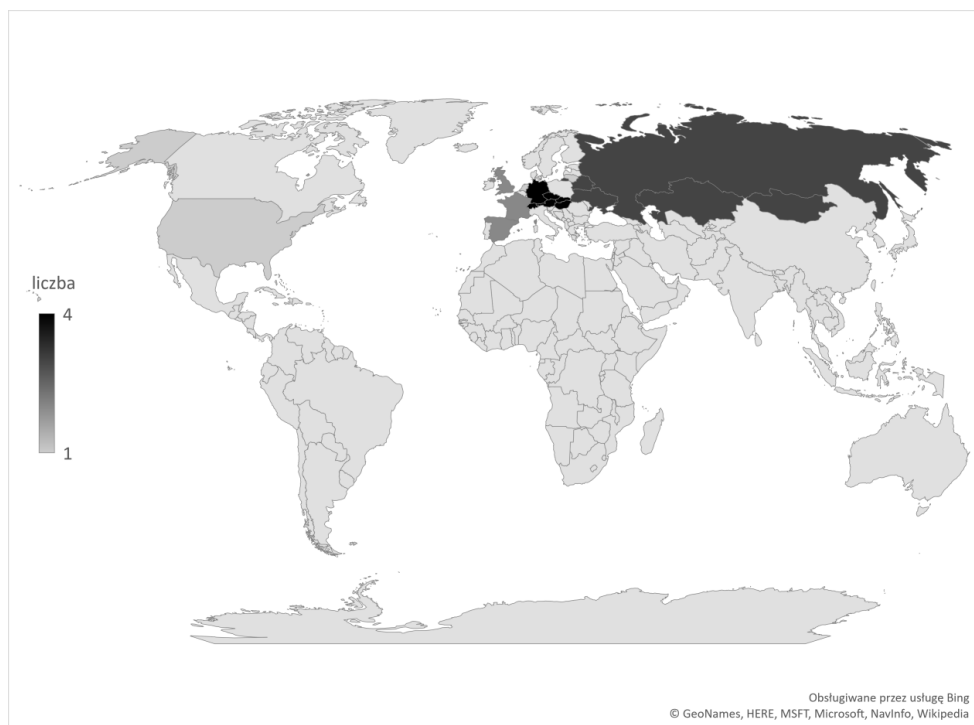 liczba
4
1
Obsługiwane przez usługę Bing
© GeoNames, HERE, MSFT, Microsoft, NavInfo, Wikipedia